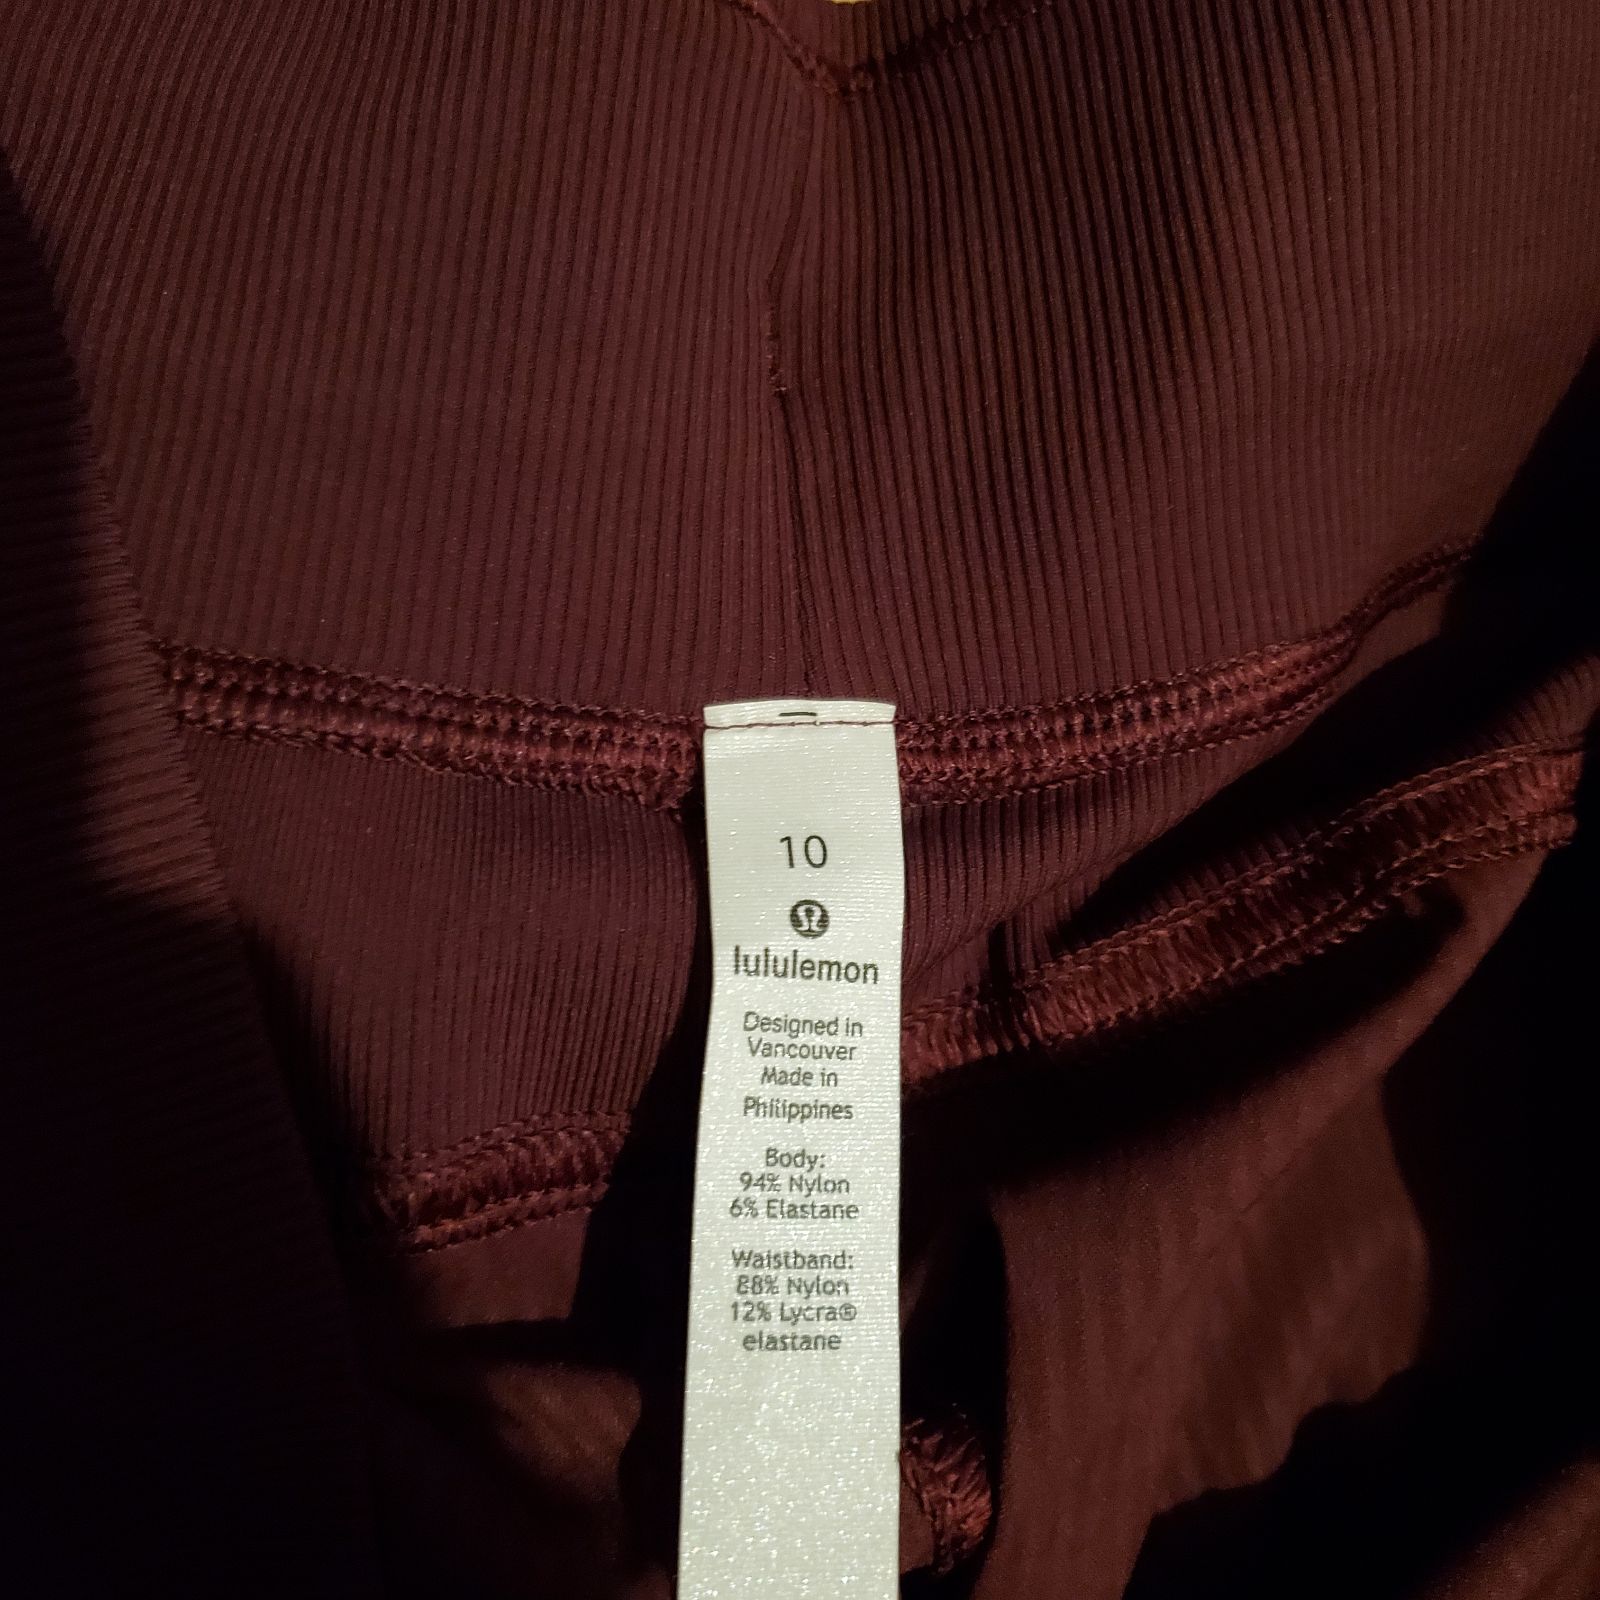 10
lululemon
Designed in
Vancouver
Made in
Philippines
Body:
94% Nylon
6% Elastane
Waistband:
88% Nylon
12% Lycra®
elastane